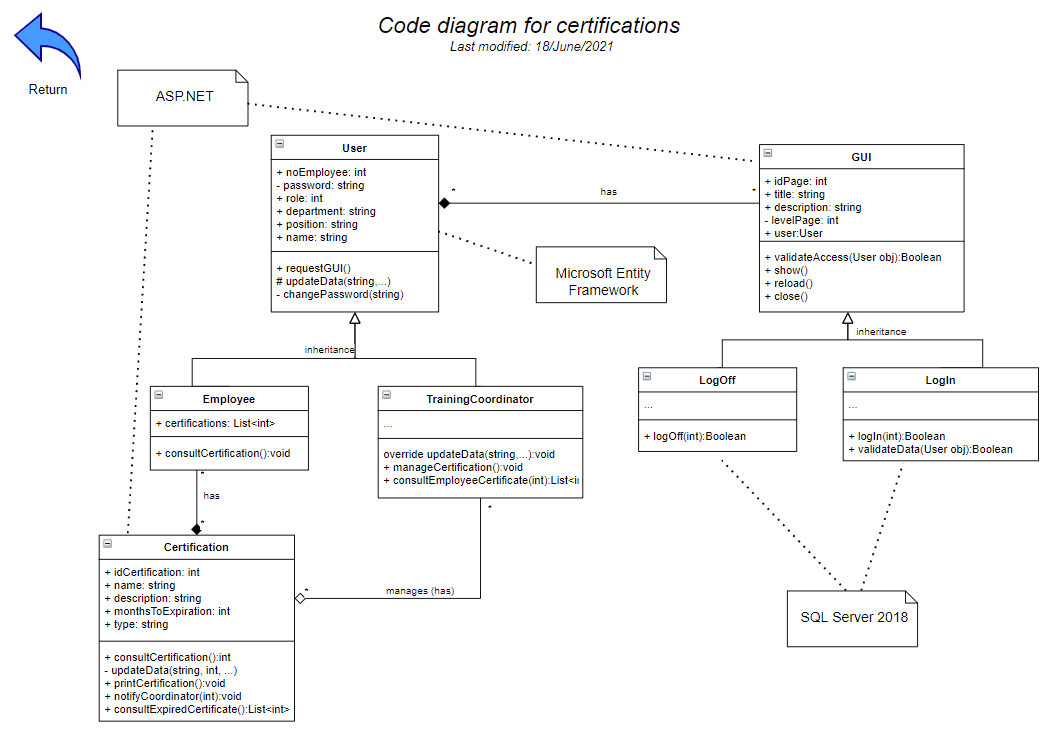 Code diagram for certifications
Last modified: 18/June/2021
Return
ASP.NET
User
+ noEmployee: int
- password: string
+ role: int
+ department: string
+ position: string
+ name: string
+ requestGUI()
# updateData(string,...)
- changePassword(string)
* has *
GUI
+ idPage: int
+ title: string
+ description: string
- levelPage: int
+ user:User
+ validateAccess(User obj):Boolean
+ show()
+ reload()
+ close()
Microsoft Entity
Framework
inheritance
inheritance
Employee
+ certifications: List<int>
+ consultCertification():void
TrainingCoordinator
...
override updateData(string,...):void
+ manageCertification():void
+ consultEmployeeCertificate(int):List<in
LogOff
...
+ logOff(int):Boolean
LogIn
...
+ logIn(int):Boolean
+ validateData(User obj):Boolean
*
has
*
*
* manages (has)
Certification
+ idCertification: int
+ name: string
+ description: string
+ monthsToExpiration: int
+ type: string
+ consultCertification():int
- updateData(string, int, ...)
+ printCertification():void
+ notifyCoordinator(int):void
+ consultExpiredCertificate():List<int>
SQL Server 2018